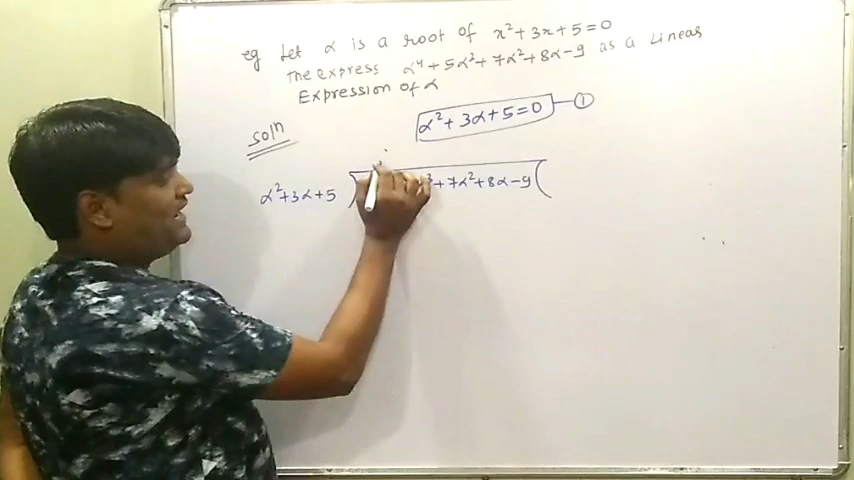 eg Let α is a root of x² + 3x + 5 = 0
the express α⁴ + 5α³ + 7α² + 8α - 9 as a Linear
Expression of α
Soln
α² + 3α + 5 = 0 — ①
α² + 3α + 5 ) ³ + 7α² + 8α - 9 (